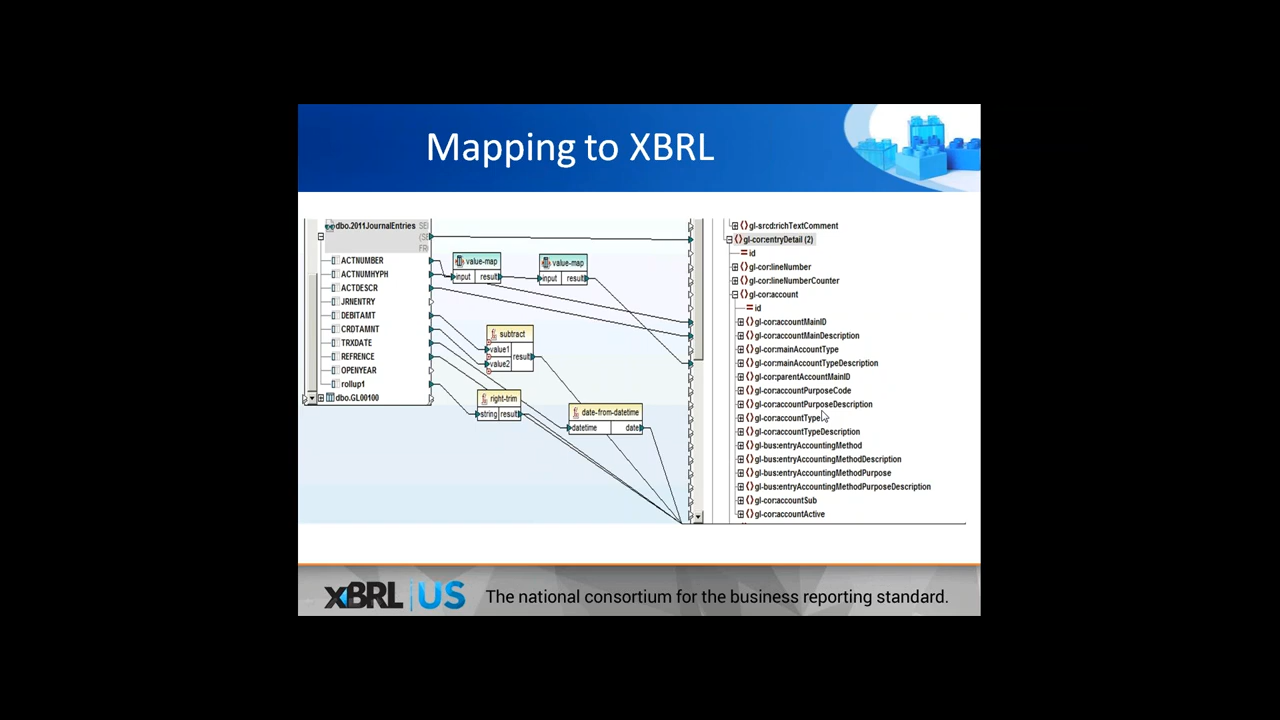 Mapping to XBRL
dbo.2011JournalEntries
SE
(SE
FR
ACTNUMBER
ACTNUMHYPH
ACTDESCR
JRNENTRY
DEBITAMT
CRDTAMNT
TRXDATE
REFRENCE
OPENYEAR
rollup1
dbo.GL00100
value-map
input result
value-map
input result
subtract
value1
value2
result
right-trim
string result
date-from-datetime
datetime date
gl-srcd:richTextComment
gl-cor:entryDetail (2)
id
gl-cor:lineNumber
gl-cor:lineNumberCounter
gl-cor:account
id
gl-cor:accountMainID
gl-cor:accountMainDescription
gl-cor:mainAccountType
gl-cor:mainAccountTypeDescription
gl-cor:parentAccountMainID
gl-cor:accountPurposeCode
gl-cor:accountPurposeDescription
gl-cor:accountType
gl-cor:accountTypeDescription
gl-bus:entryAccountingMethod
gl-bus:entryAccountingMethodDescription
gl-bus:entryAccountingMethodPurpose
gl-bus:entryAccountingMethodPurposeDescription
gl-cor:accountSub
gl-cor:accountActive
XBRL US
The national consortium for the business reporting standard.